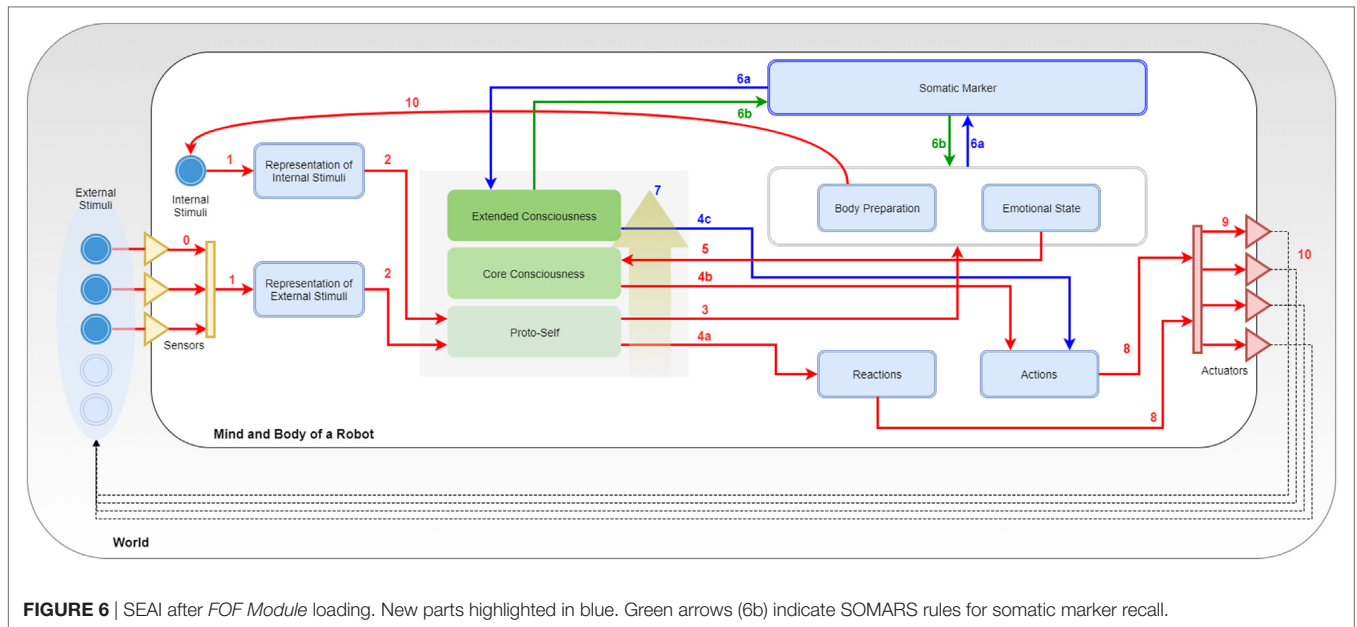 6a
Somatic Marker
10
6b
6b
6a
1
Representation of
Internal Stimuli
2
External
Stimuli
Internal
Stimuli
Extended Consciousness
7
Body Preparation
Emotional State
4c
9
0
5
10
Core Consciousness
1
Representation of
External Stimuli
2
4b
3
Proto-Self
4a
Sensors
8
Reactions
Actions
Actuators
8
Mind and Body of a Robot
World
FIGURE 6 | SEAI after FOF Module loading. New parts highlighted in blue. Green arrows (6b) indicate SOMARS rules for somatic marker recall.